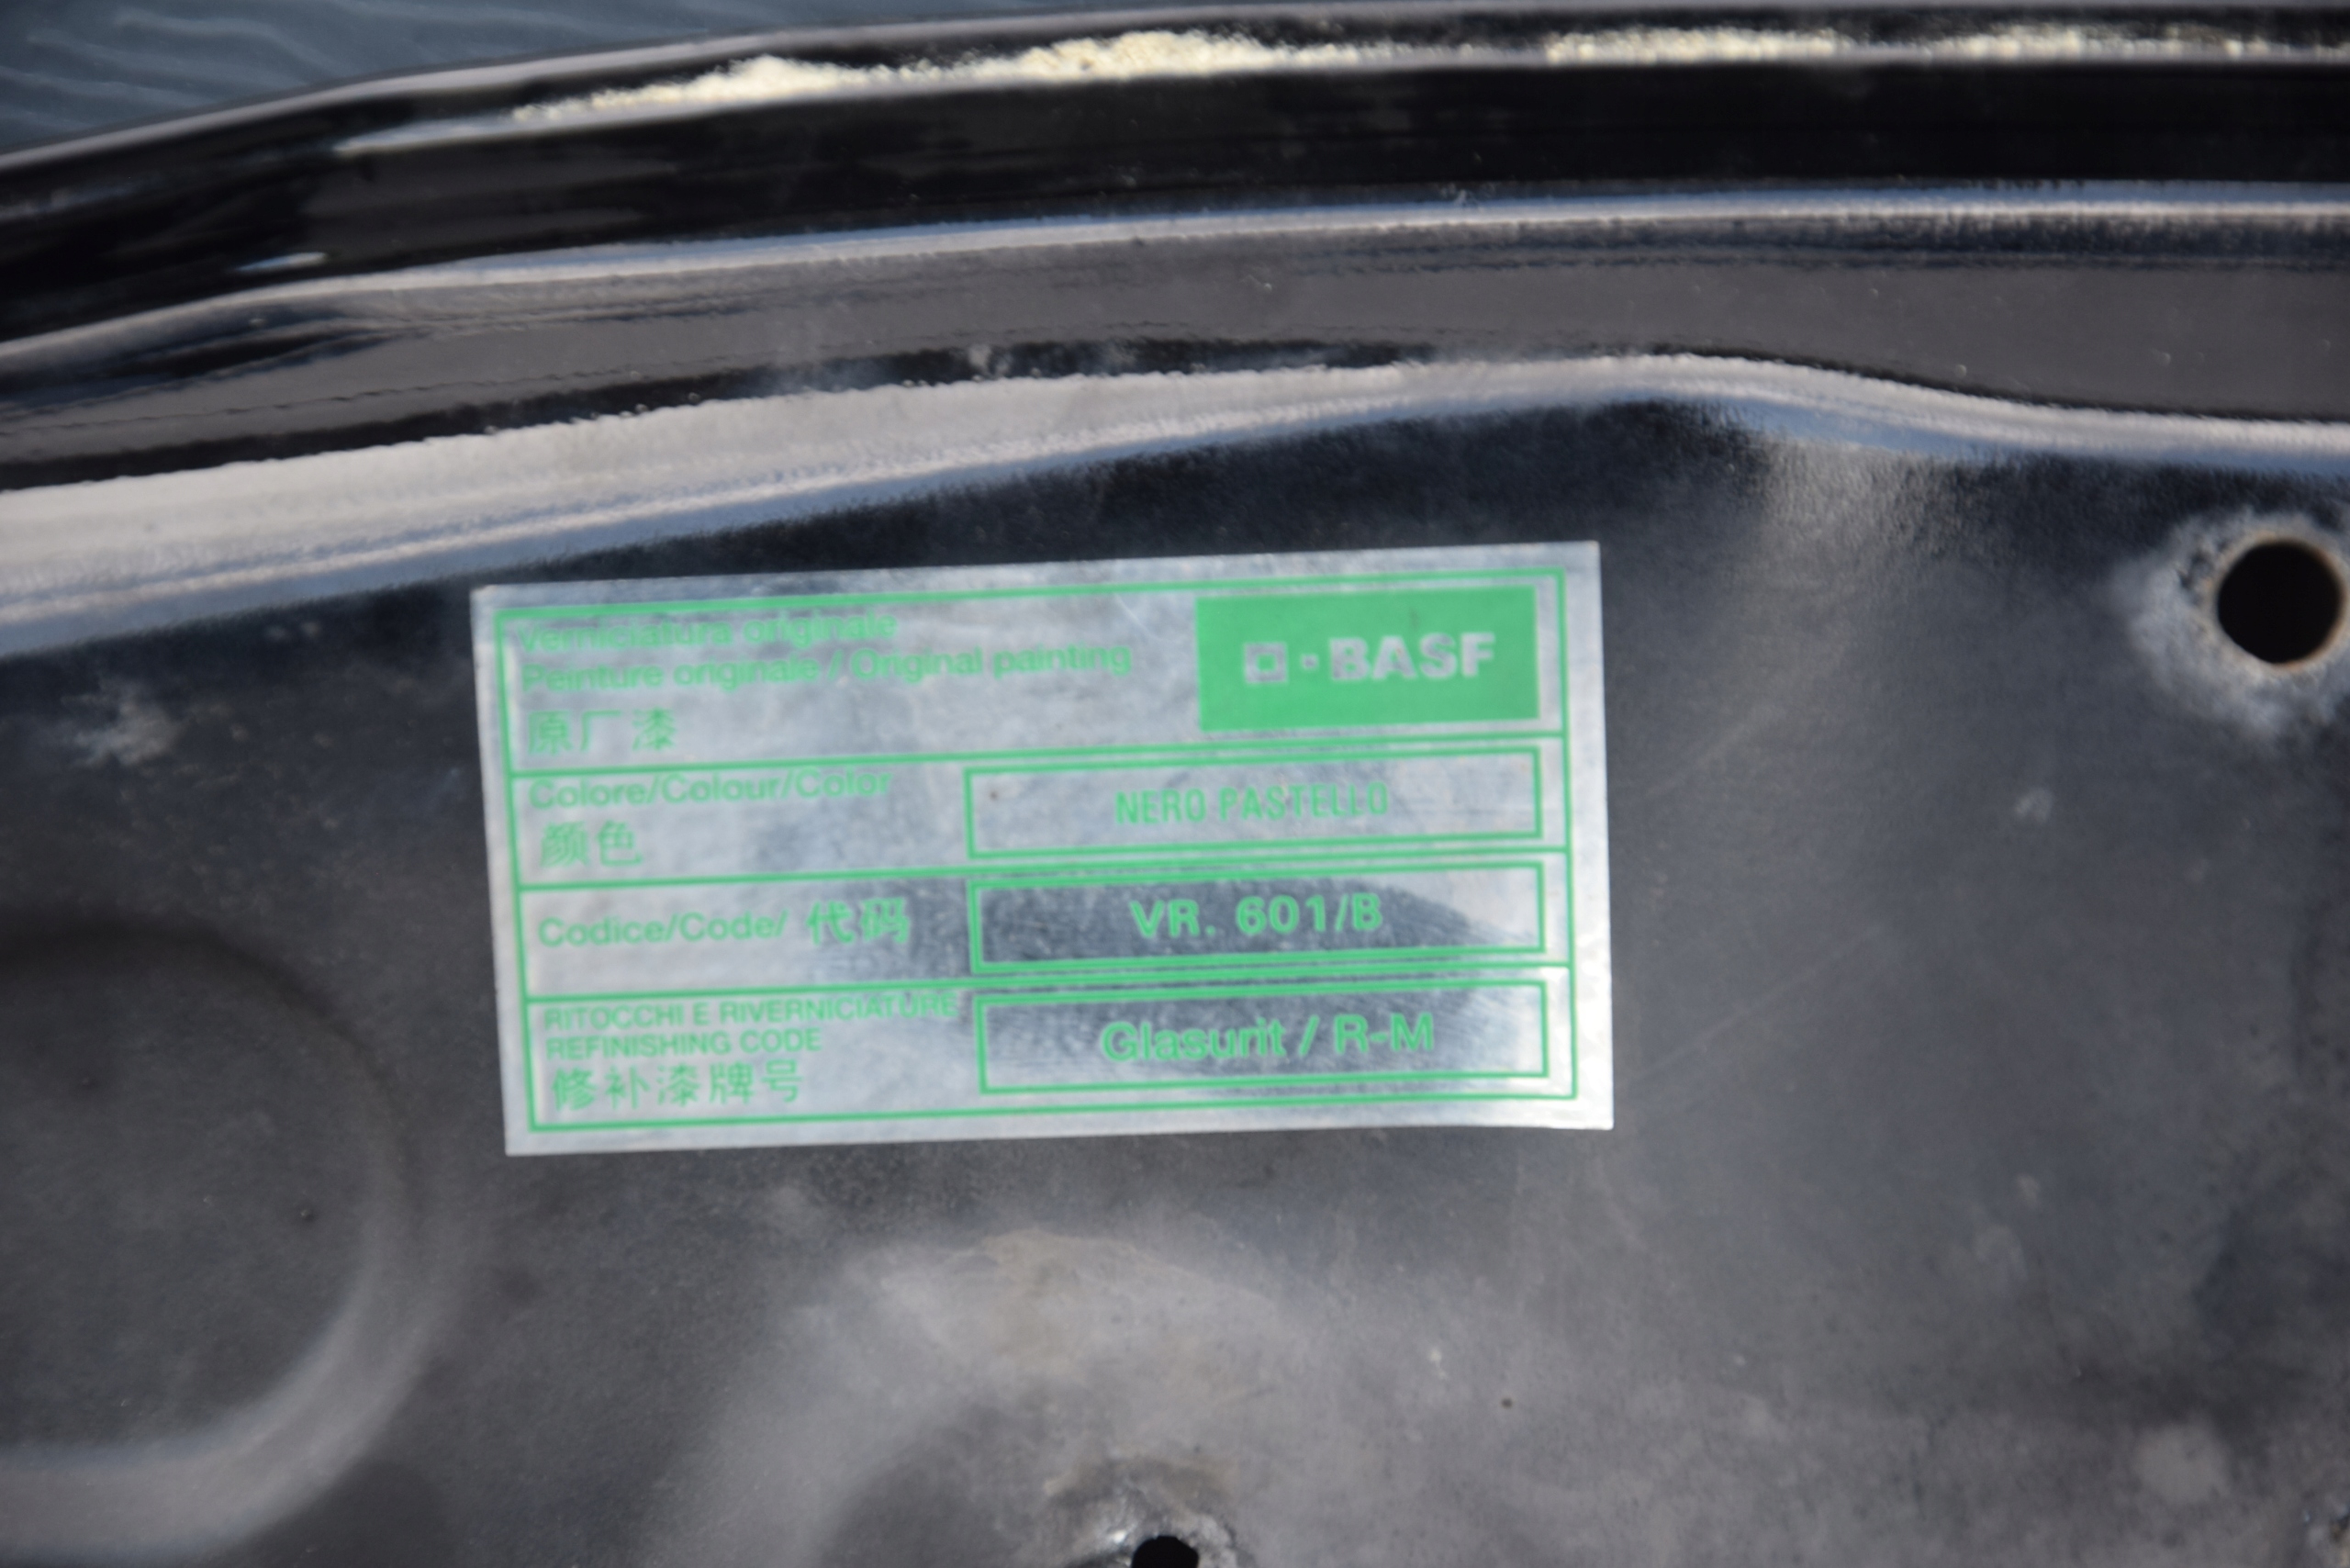 Verniciatura originale
Peinture originale / Original painting
原厂漆
BASF
Colore/Colour/Color
颜色
NERO PASTELLO
Codice/Code/ 代码
VR. 601/B
RITOCCHI E RIVERNICIATURE
REFINISHING CODE
修补漆牌号
Glasurit / R-M